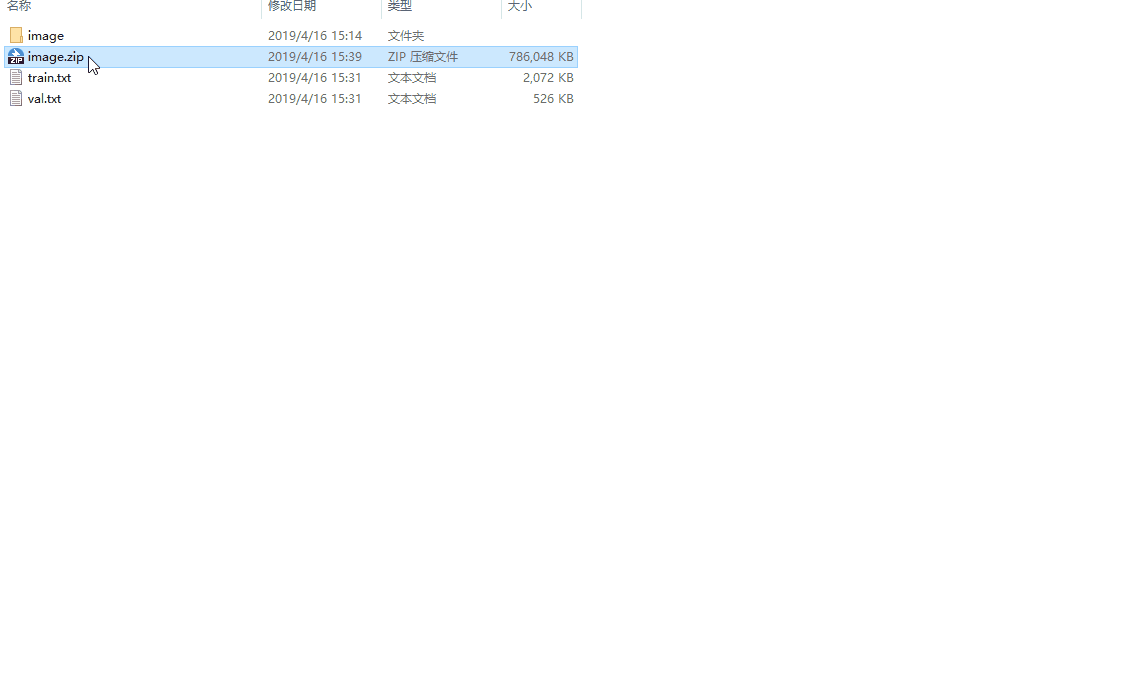 名称 修改日期 类型 大小
image 2019/4/16 15:14 文件夹
image.zip 2019/4/16 15:39 ZIP 压缩文件 786,048 KB
train.txt 2019/4/16 15:31 文本文档 2,072 KB
val.txt 2019/4/16 15:31 文本文档 526 KB